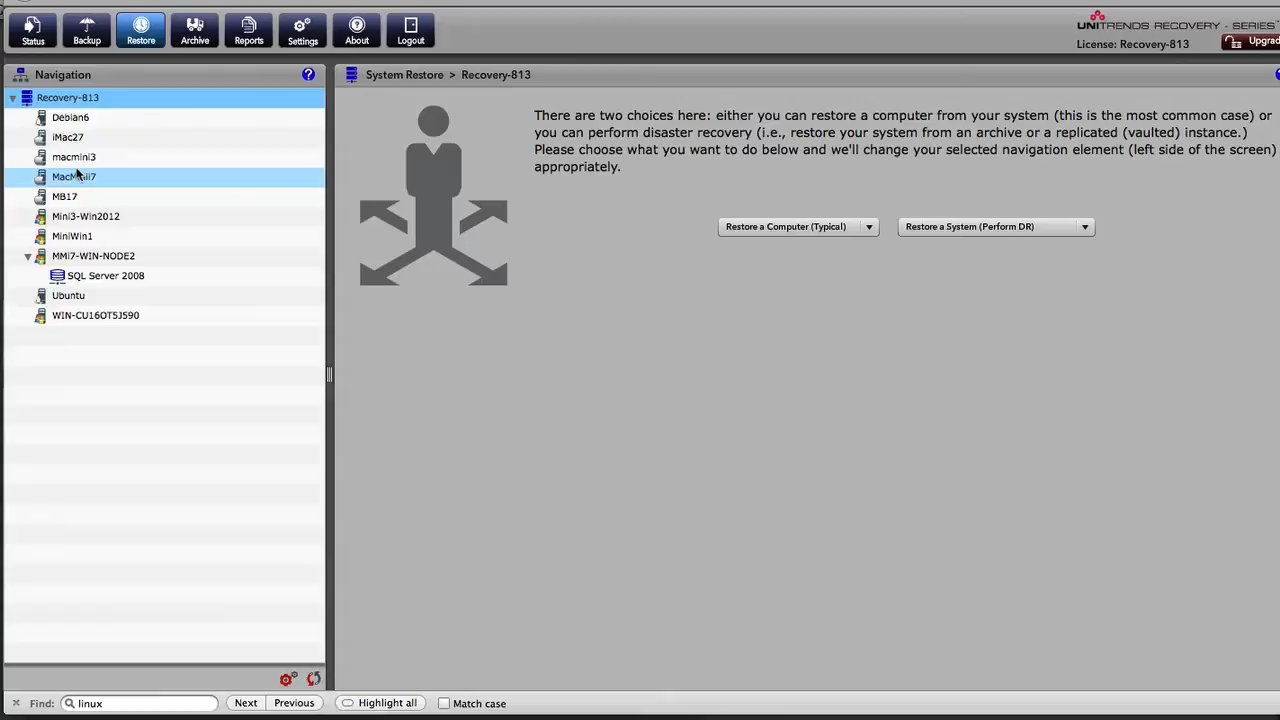 Status
Backup
Restore
Archive
Reports
Settings
About
Logout
UNITRENDS RECOVERY - SERIES
License: Recovery-813
Upgrad
Navigation
?
System Restore > Recovery-813
Recovery-813
Debian6
iMac27
macmini3
MB17
Mini3-Win2012
MiniWin1
MMi7-WIN-NODE2
SQL Server 2008
Ubuntu
WIN-CU16OT5J590
There are two choices here: either you can restore a computer from your system (this is the most common case) or
you can perform disaster recovery (i.e., restore your system from an archive or a replicated (vaulted) instance.)
Please choose what you want to do below and we'll change your selected navigation element (left side of the screen)
appropriately.
Restore a Computer (Typical)
Restore a System (Perform DR)
Find:
linux
Next
Previous
Highlight all
Match case